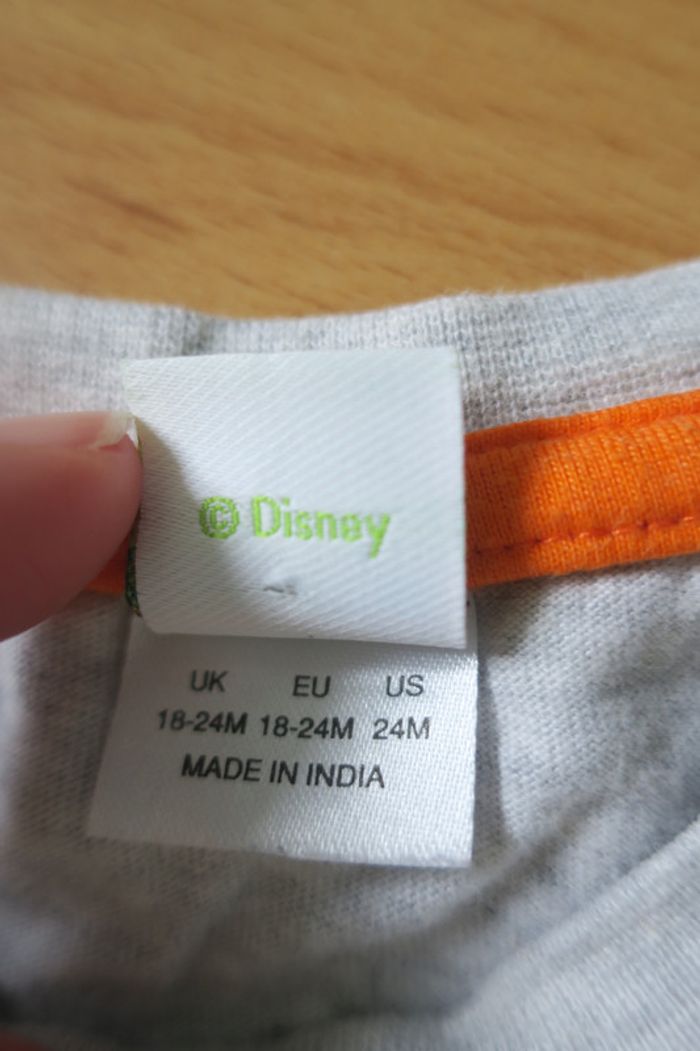 © Disney
UK EU US
18-24M 18-24M 24M
MADE IN INDIA